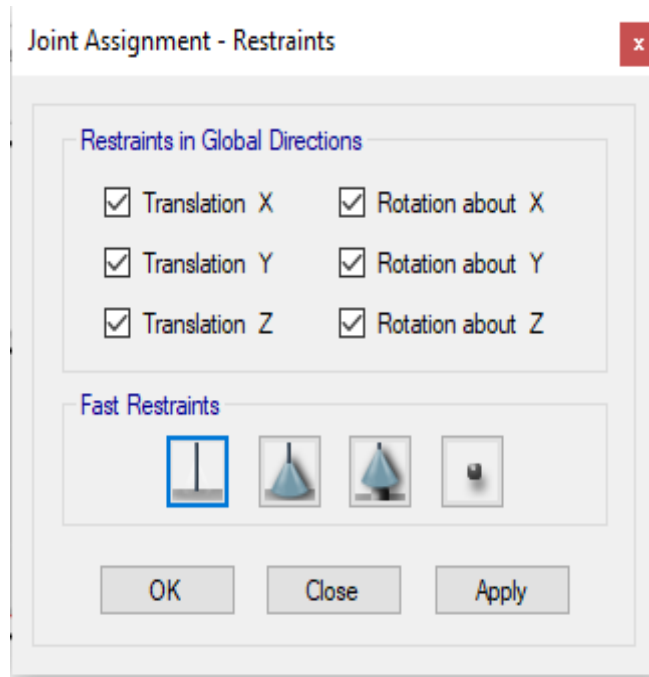 Joint Assignment - Restraints
x
Restraints in Global Directions
Translation X
Rotation about X
Translation Y
Rotation about Y
Translation Z
Rotation about Z
Fast Restraints
OK
Close
Apply